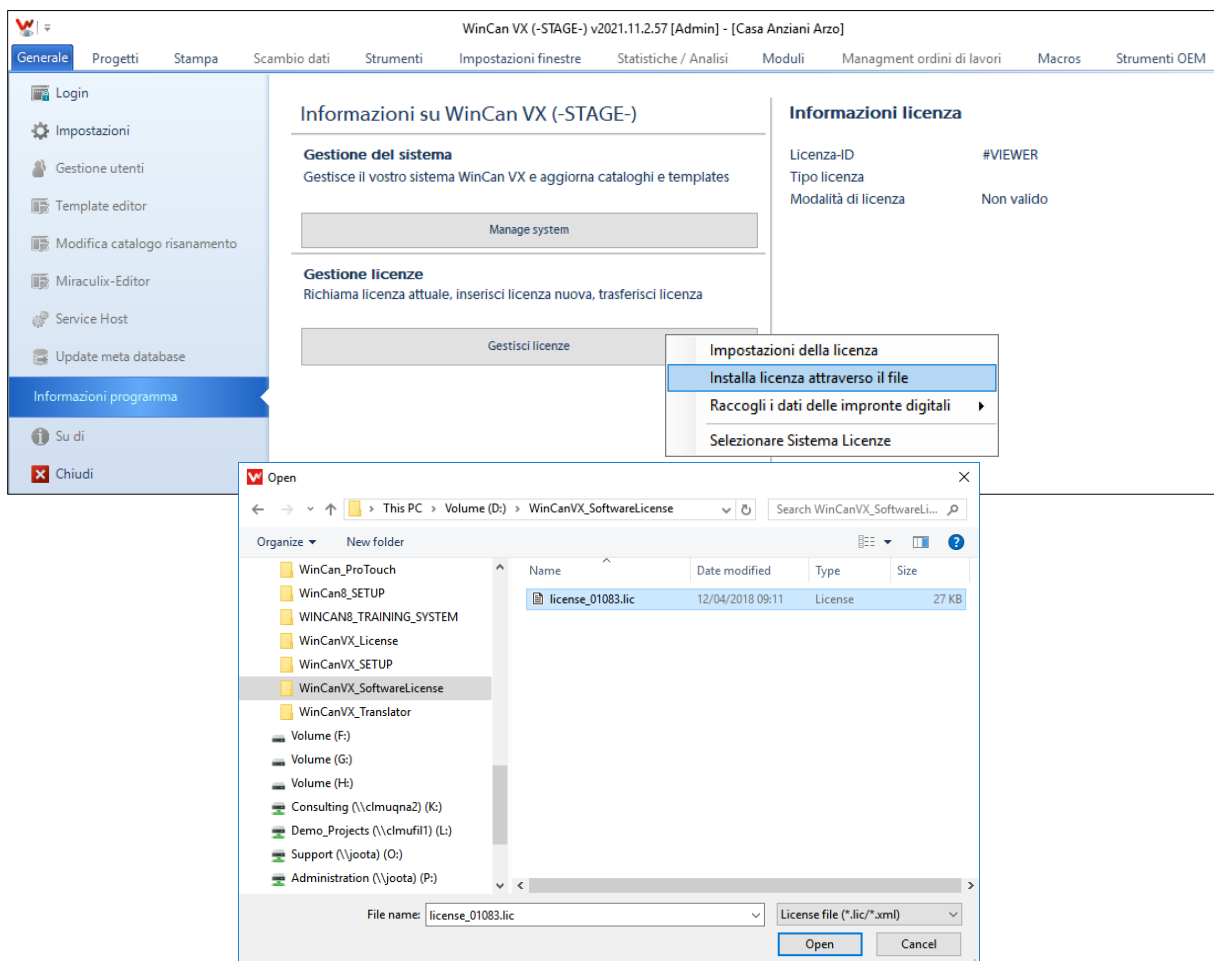 WinCan VX (-STAGE-) v2021.11.2.57 [Admin] - [Casa Anziani Arzo]
Generale Progetti Stampa Scambio dati Strumenti Impostazioni finestre Statistiche / Analisi Moduli Managment ordini di lavori Macros Strumenti OEM
Login
Impostazioni
Gestione utenti
Template editor
Modifica catalogo risanamento
Miraculix-Editor
Service Host
Update meta database
Informazioni programma
Su di
Chiudi
Informazioni su WinCan VX (-STAGE-)
Gestione del sistema
Gestisce il vostro sistema WinCan VX e aggiorna cataloghi e templates
Manage system
Gestione licenze
Richiama licenza attuale, inserisci licenza nuova, trasferisci licenza
Gestisci licenze
Informazioni licenza
Licenza-ID #VIEWER
Tipo licenza
Modalità di licenza Non valido
Impostazioni della licenza
Installa licenza attraverso il file
Raccogli i dati delle impronte digitali
Selezionare Sistema Licenze
Open
This PC > Volume (D:) > WinCanVX_SoftwareLicense
Search WinCanVX_SoftwareLi...
Organize New folder
WinCan_ProTouch
WinCan8_SETUP
WINCAN8_TRAINING_SYSTEM
WinCanVX_License
WinCanVX_SETUP
WinCanVX_SoftwareLicense
WinCanVX_Translator
Volume (F:)
Volume (G:)
Volume (H:)
Consulting (\\clmuqna2) (K:)
Demo_Projects (\\clmufil1) (L:)
Support (\\joota) (O:)
Administration (\\joota) (P:)
Name Date modified Type Size
license_01083.lic 12/04/2018 09:11 License 27 KB
File name: license_01083.lic License file (*.lic/*.xml)
Open Cancel